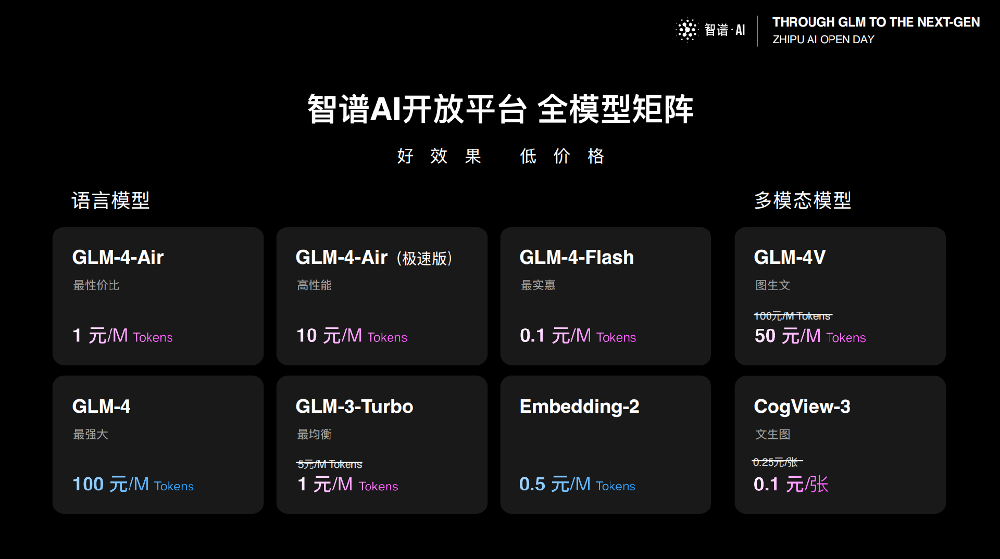 智谱·AI
THROUGH GLM TO THE NEXT-GEN
ZHIPU AI OPEN DAY
智谱AI开放平台 全模型矩阵
好效果 低价格
语言模型
GLM-4-Air
最性价比
1 元/M Tokens
GLM-4-Air（极速版）
高性能
10 元/M Tokens
GLM-4-Flash
最实惠
0.1 元/M Tokens
GLM-4
最强大
100 元/M Tokens
GLM-3-Turbo
最均衡
5元/M Tokens
1 元/M Tokens
Embedding-2
0.5 元/M Tokens
多模态模型
GLM-4V
图生文
100元/M Tokens
50 元/M Tokens
CogView-3
文生图
0.25元/张
0.1 元/张